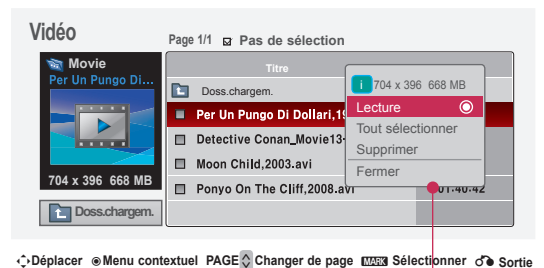 Vidéo
Page 1/1 Pas de sélection
Movie
Per Un Pungo Di...
704 x 396 668 MB
Doss.chargem.
Titre
Doss.chargem.
Per Un Pungo Di Dollari,19
Detective Conan_Movie13-
Moon Child,2003.avi
Ponyo On The Cliff,2008.avi
01:40:42
i 704 x 396 668 MB
Lecture
Tout sélectionner
Supprimer
Fermer
Déplacer Menu contextuel PAGE Changer de page MARK Sélectionner Sortie